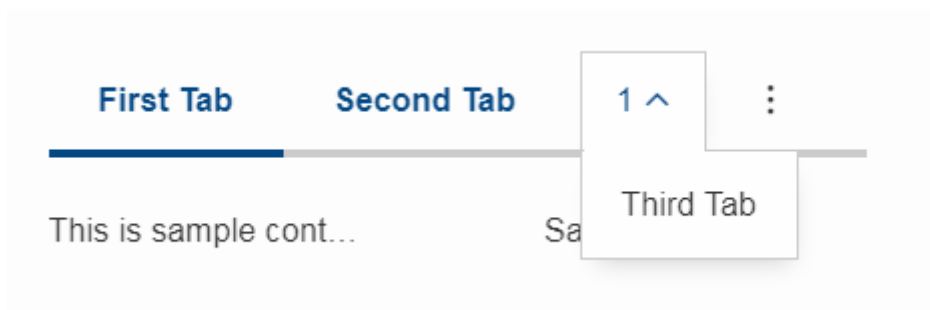 First Tab Second Tab 1
Third Tab
This is sample cont... Sa